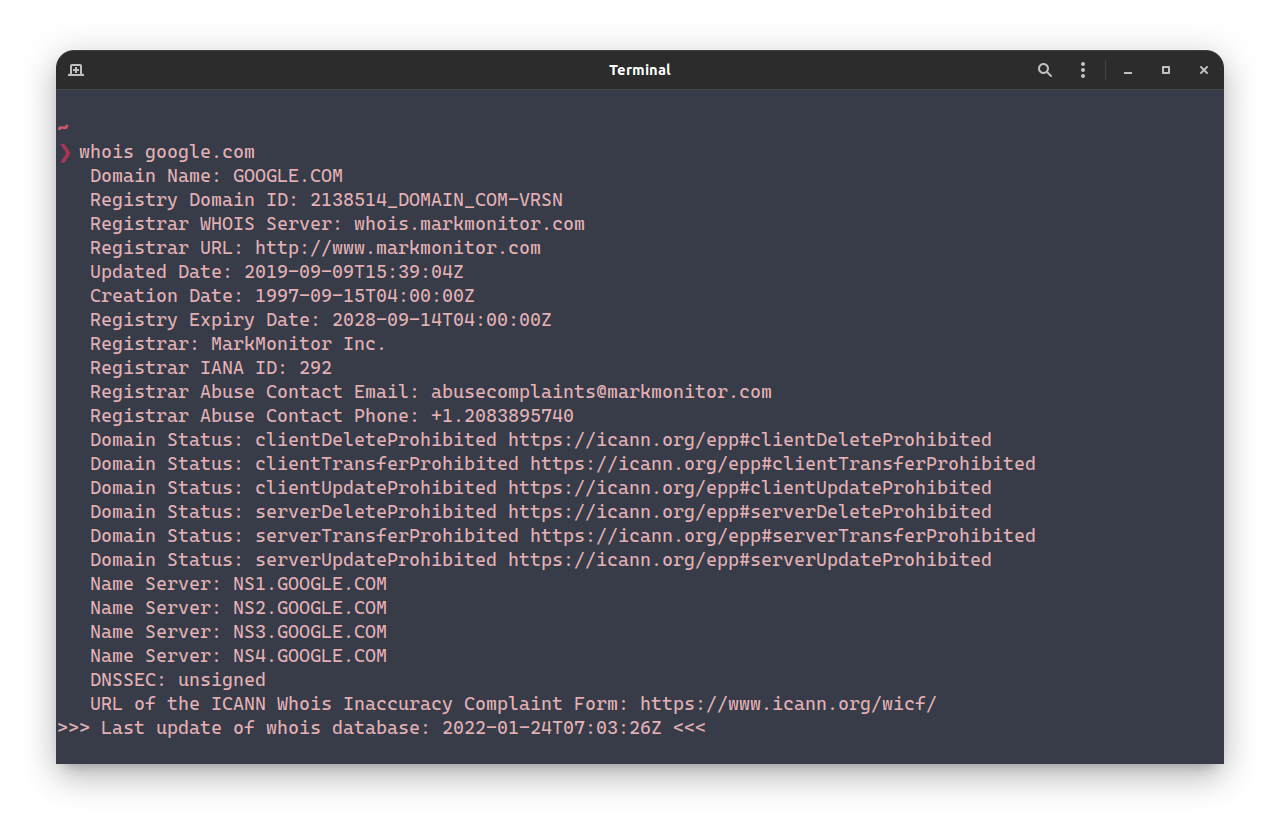 Terminal
~
❯ whois google.com
Domain Name: GOOGLE.COM
Registry Domain ID: 2138514_DOMAIN_COM-VRSN
Registrar WHOIS Server: whois.markmonitor.com
Registrar URL: http://www.markmonitor.com
Updated Date: 2019-09-09T15:39:04Z
Creation Date: 1997-09-15T04:00:00Z
Registry Expiry Date: 2028-09-14T04:00:00Z
Registrar: MarkMonitor Inc.
Registrar IANA ID: 292
Registrar Abuse Contact Email: abusecomplaints@markmonitor.com
Registrar Abuse Contact Phone: +1.2083895740
Domain Status: clientDeleteProhibited https://icann.org/epp#clientDeleteProhibited
Domain Status: clientTransferProhibited https://icann.org/epp#clientTransferProhibited
Domain Status: clientUpdateProhibited https://icann.org/epp#clientUpdateProhibited
Domain Status: serverDeleteProhibited https://icann.org/epp#serverDeleteProhibited
Domain Status: serverTransferProhibited https://icann.org/epp#serverTransferProhibited
Domain Status: serverUpdateProhibited https://icann.org/epp#serverUpdateProhibited
Name Server: NS1.GOOGLE.COM
Name Server: NS2.GOOGLE.COM
Name Server: NS3.GOOGLE.COM
Name Server: NS4.GOOGLE.COM
DNSSEC: unsigned
URL of the ICANN Whois Inaccuracy Complaint Form: https://www.icann.org/wicf/
>>> Last update of whois database: 2022-01-24T07:03:26Z <<<